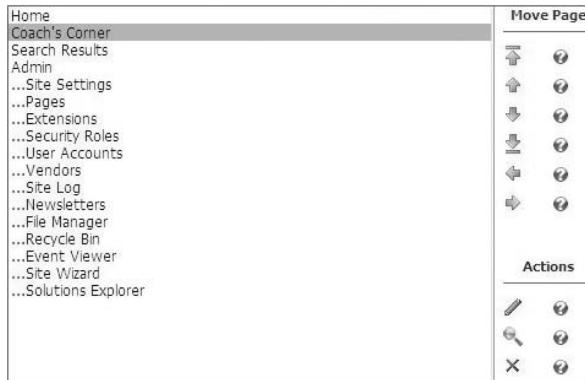 Home
Coach's Corner
Search Results
Admin
...Site Settings
...Pages
...Extensions
...Security Roles
...User Accounts
...Vendors
...Site Log
...Newsletters
...File Manager
...Recycle Bin
...Event Viewer
...Site Wizard
...Solutions Explorer
Move Page
Actions